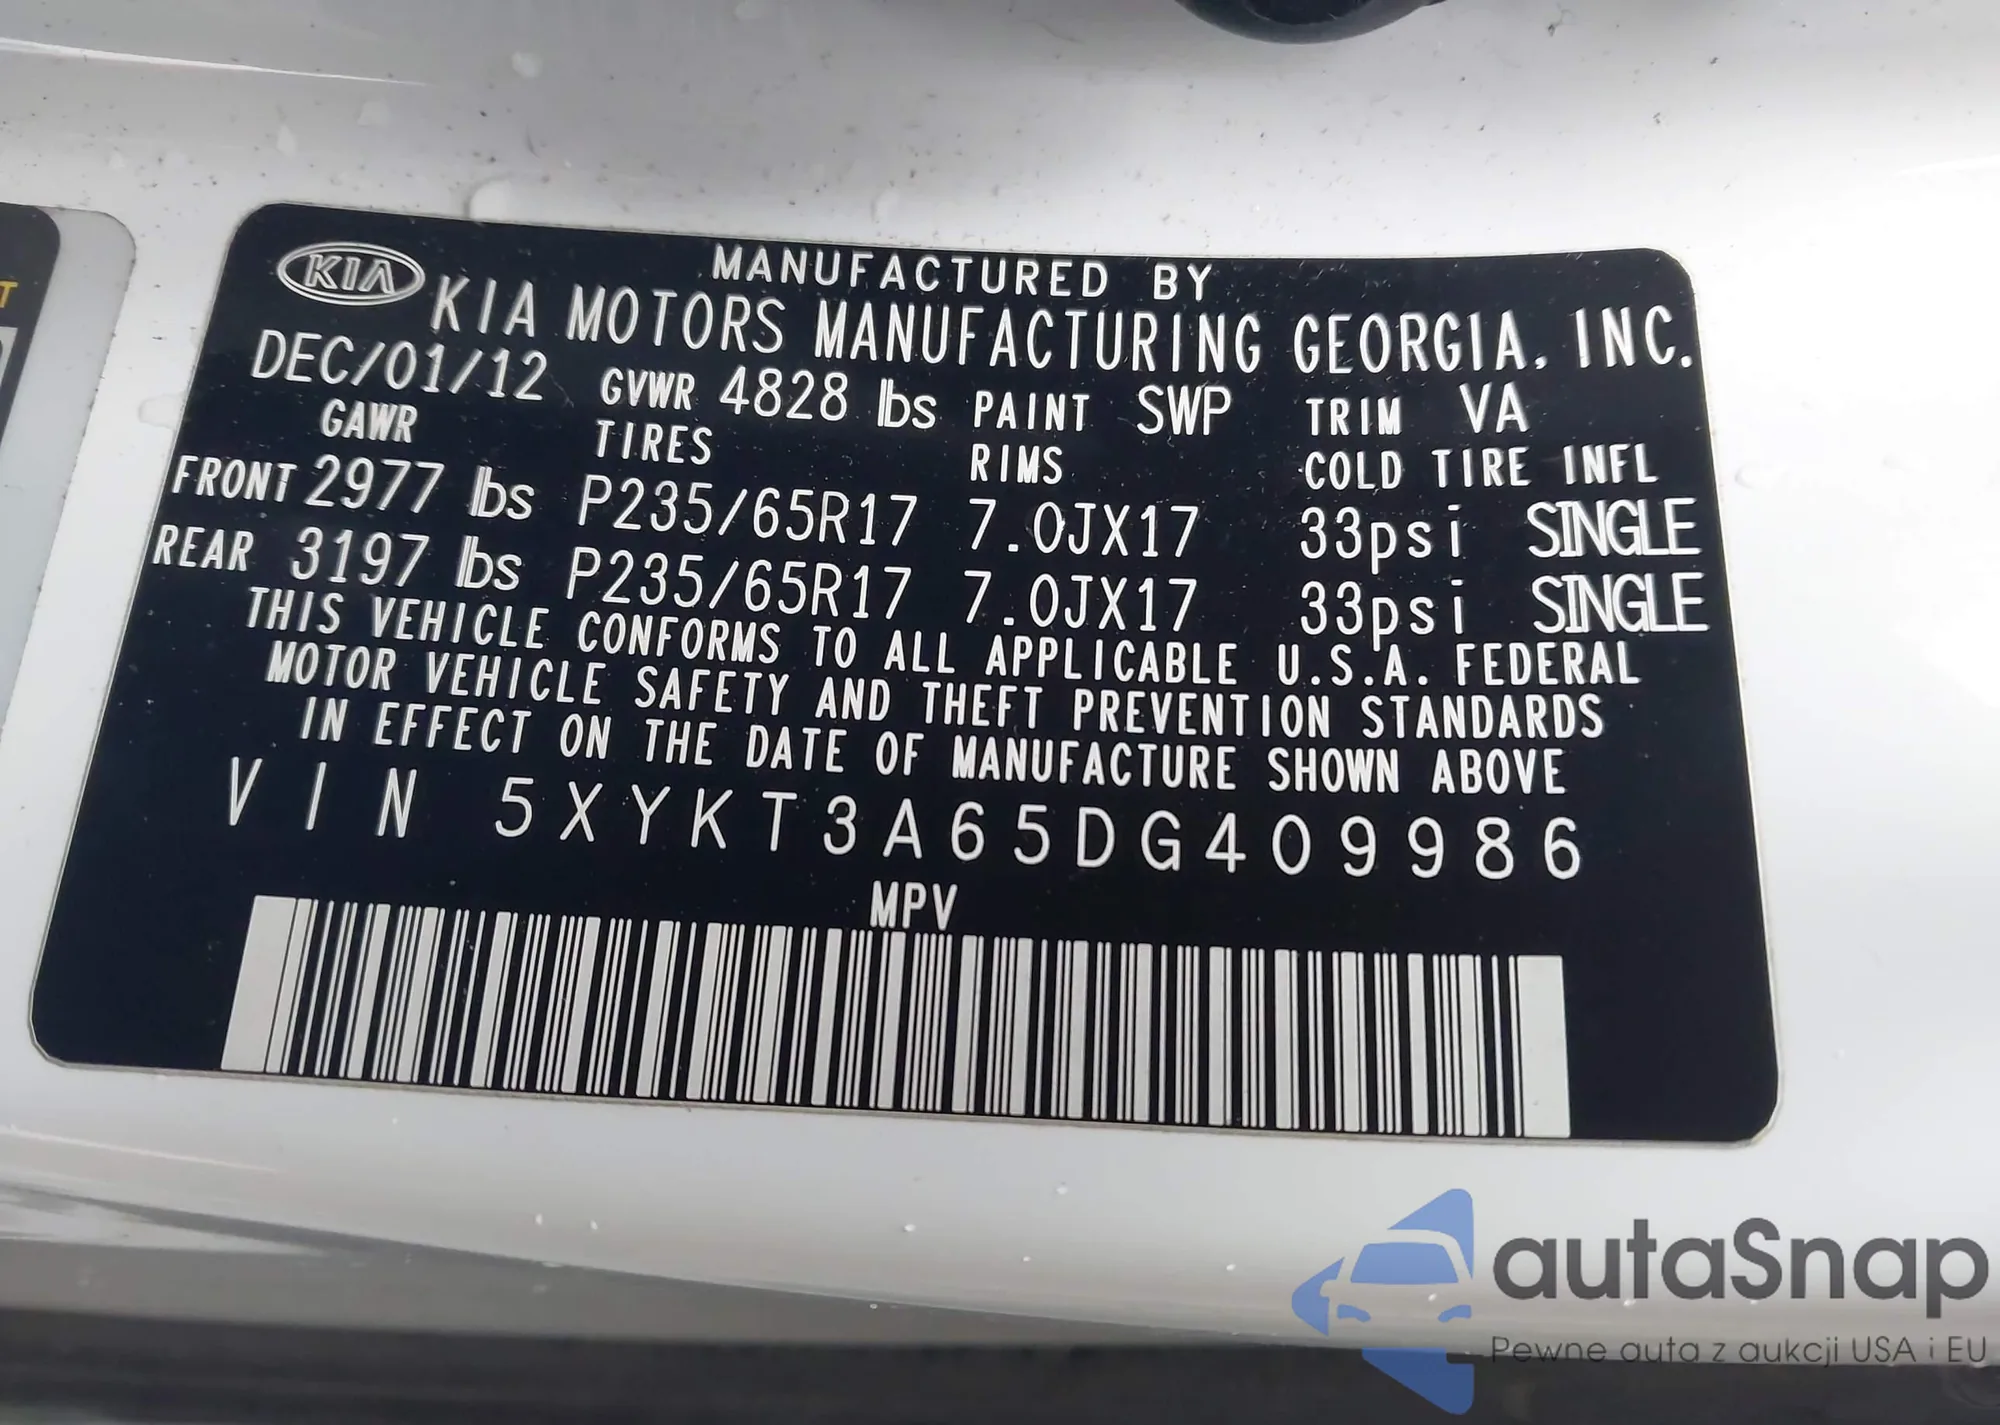 KIA
MANUFACTURED BY
KIA MOTORS MANUFACTURING GEORGIA, INC.
DEC/01/12 GVWR 4828 lbs PAINT SWP TRIM VA
GAWR TIRES RIMS COLD TIRE INFL
FRONT 2977 lbs P235/65R17 7.0JX17 33psi SINGLE
REAR 3197 lbs P235/65R17 7.0JX17 33psi SINGLE
THIS VEHICLE CONFORMS TO ALL APPLICABLE U.S.A. FEDERAL
MOTOR VEHICLE SAFETY AND THEFT PREVENTION STANDARDS
IN EFFECT ON THE DATE OF MANUFACTURE SHOWN ABOVE
VIN 5XYKT3A65DG409986
MPV
autaSnap
Pewne auta z aukcji USA i EU